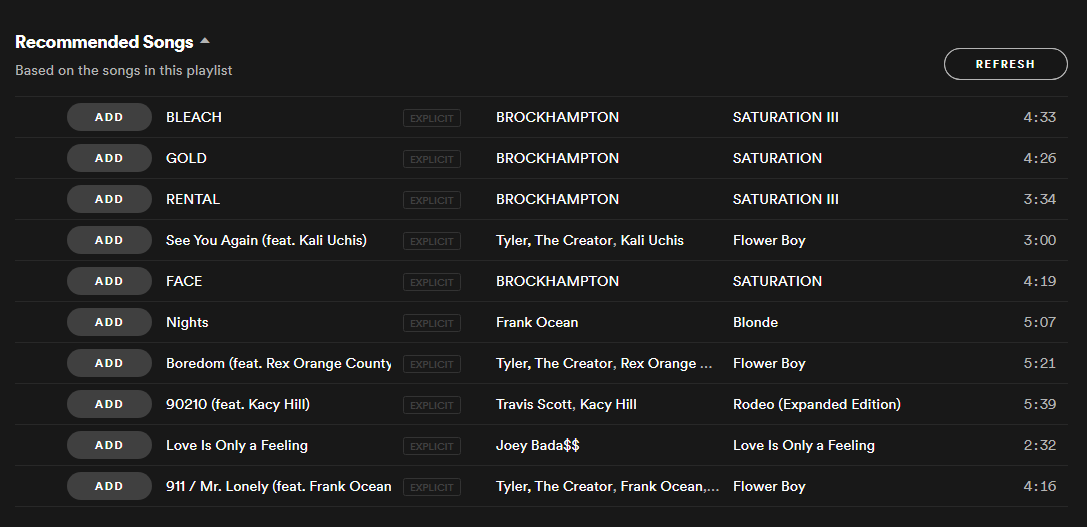 Recommended Songs
Based on the songs in this playlist
REFRESH
ADD BLEACH EXPLICIT BROCKHAMPTON SATURATION III 4:33
ADD GOLD EXPLICIT BROCKHAMPTON SATURATION 4:26
ADD RENTAL EXPLICIT BROCKHAMPTON SATURATION III 3:34
ADD See You Again (feat. Kali Uchis) EXPLICIT Tyler, The Creator, Kali Uchis Flower Boy 3:00
ADD FACE EXPLICIT BROCKHAMPTON SATURATION 4:19
ADD Nights EXPLICIT Frank Ocean Blonde 5:07
ADD Boredom (feat. Rex Orange County EXPLICIT Tyler, The Creator, Rex Orange ... Flower Boy 5:21
ADD 90210 (feat. Kacy Hill) EXPLICIT Travis Scott, Kacy Hill Rodeo (Expanded Edition) 5:39
ADD Love Is Only a Feeling EXPLICIT Joey Bada$$ Love Is Only a Feeling 2:32
ADD 911 / Mr. Lonely (feat. Frank Ocean EXPLICIT Tyler, The Creator, Frank Ocean,... Flower Boy 4:16